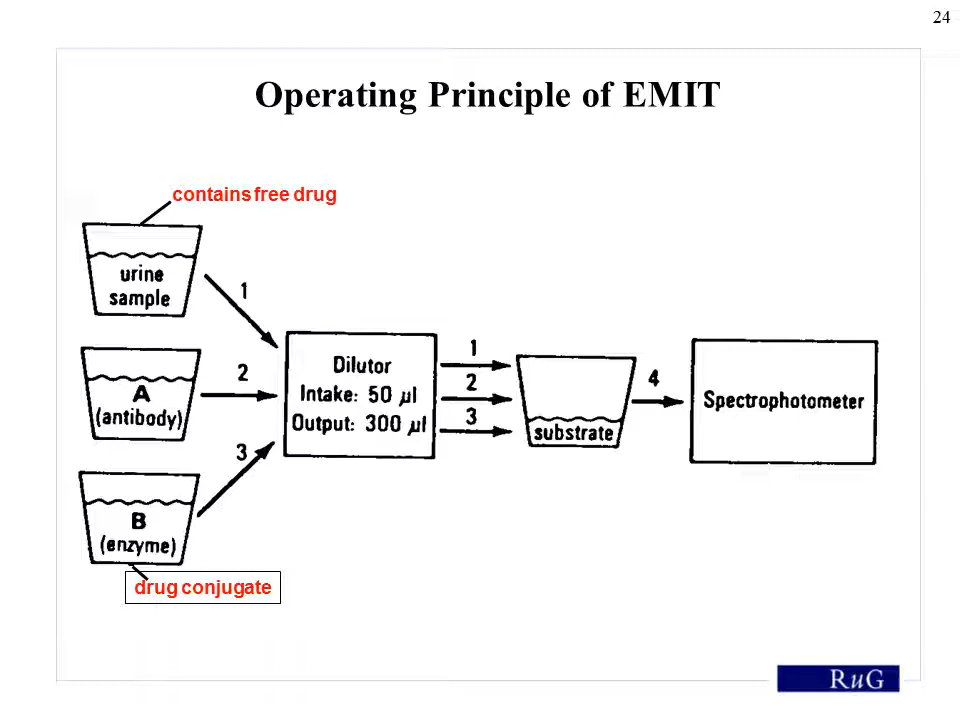 24
Operating Principle of EMIT
contains free drug
urine
sample
1
A
(antibody)
2
B
(enzyme)
3
drug conjugate
Dilutor
Intake: 50 µl
Output: 300 µl
1
2
3
substrate
4
Spectrophotometer
RuG